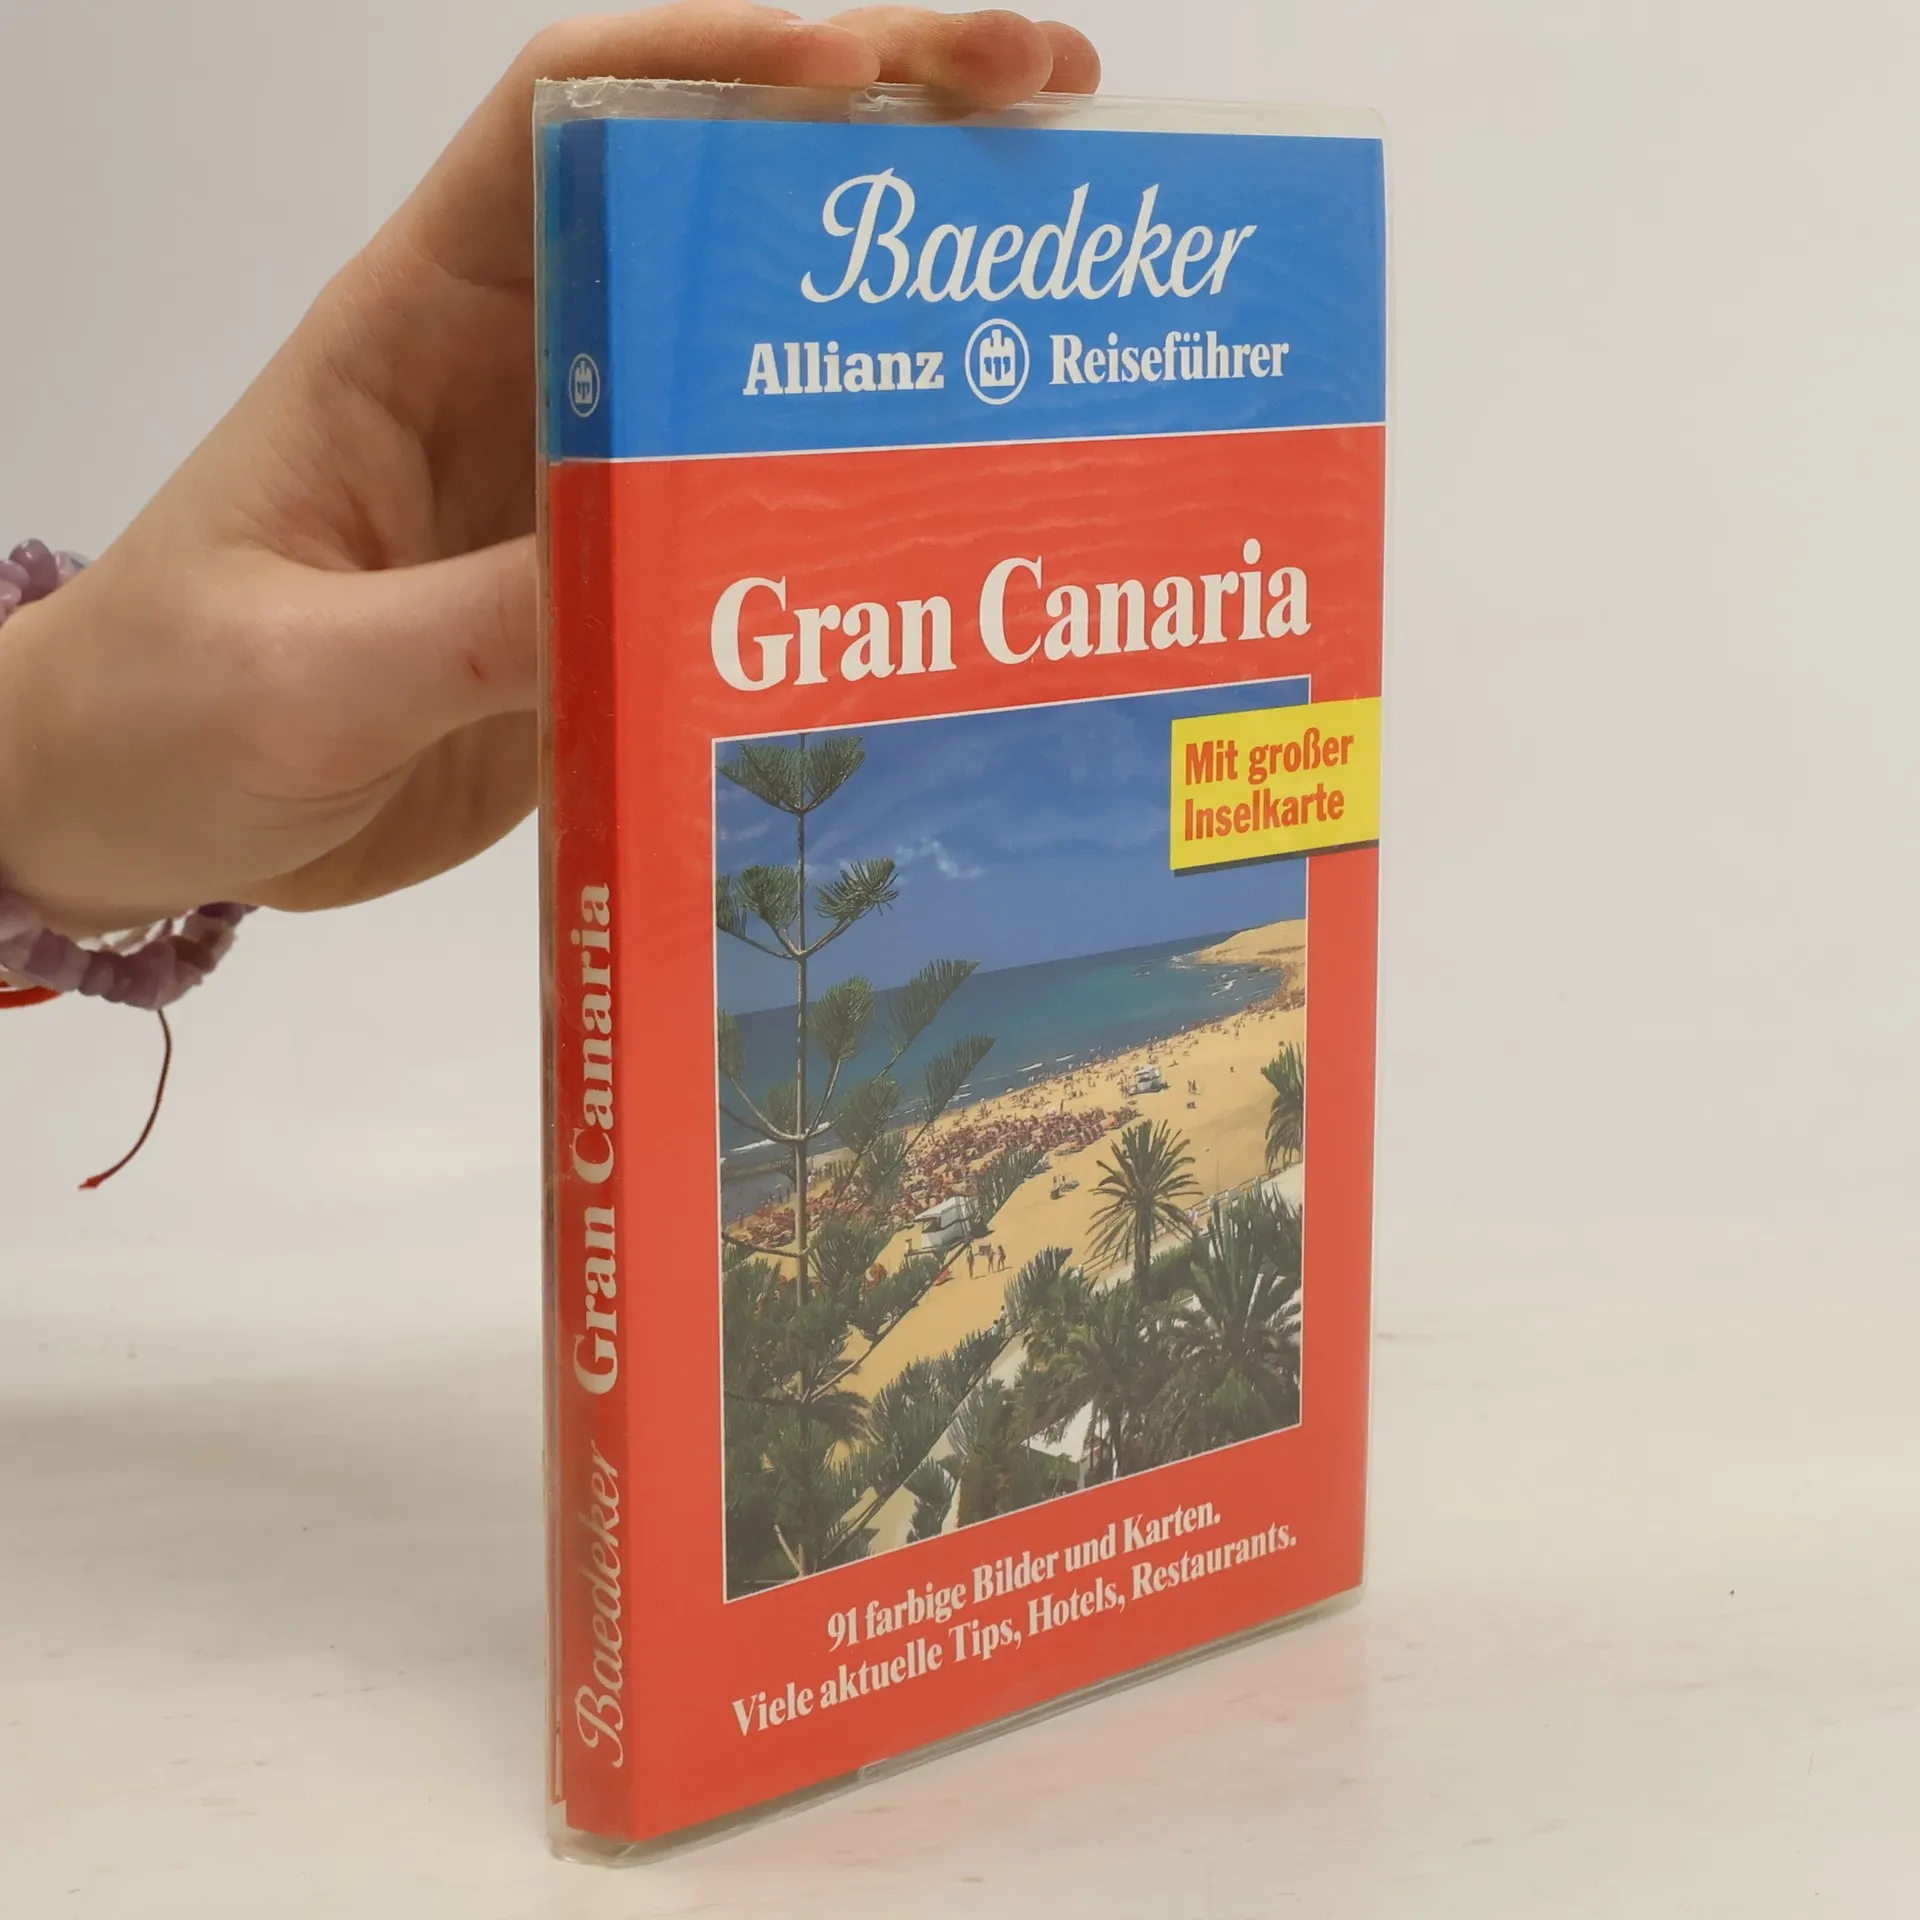 Baedeker
Allianz Reiseführer
Gran Canaria
Mit großer
Inselkarte
91 farbige Bilder und Karten.
Viele aktuelle Tips, Hotels, Restaurants.
Baedeker Gran Canaria